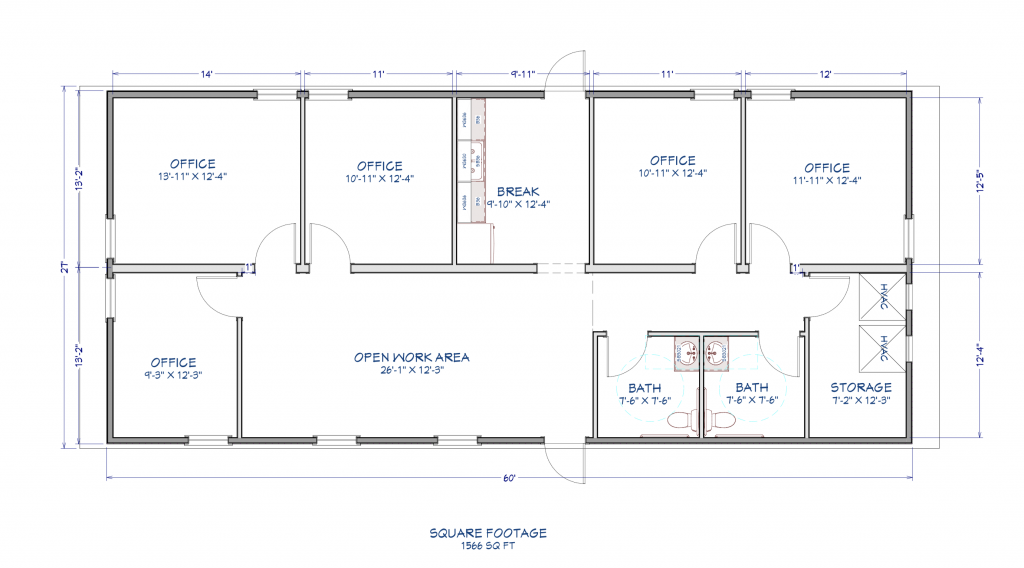 14'
11'
9'-11"
11'
12'
OFFICE
13'-11" X 12'-4"
OFFICE
10'-11" X 12'-4"
BREAK
9'-10" X 12'-4"
OFFICE
10'-11" X 12'-4"
OFFICE
11'-11" X 12'-4"
13'-2"
12'-5"
27'
1'
1'
HVAC
HVAC
13'-2"
12'-4"
OFFICE
9'-3" X 12'-3"
OPEN WORK AREA
26'-1" X 12'-3"
BATH
7'-6" X 7'-6"
BATH
7'-6" X 7'-6"
STORAGE
7'-2" X 12'-3"
60'
SQUARE FOOTAGE
1566 SQ FT